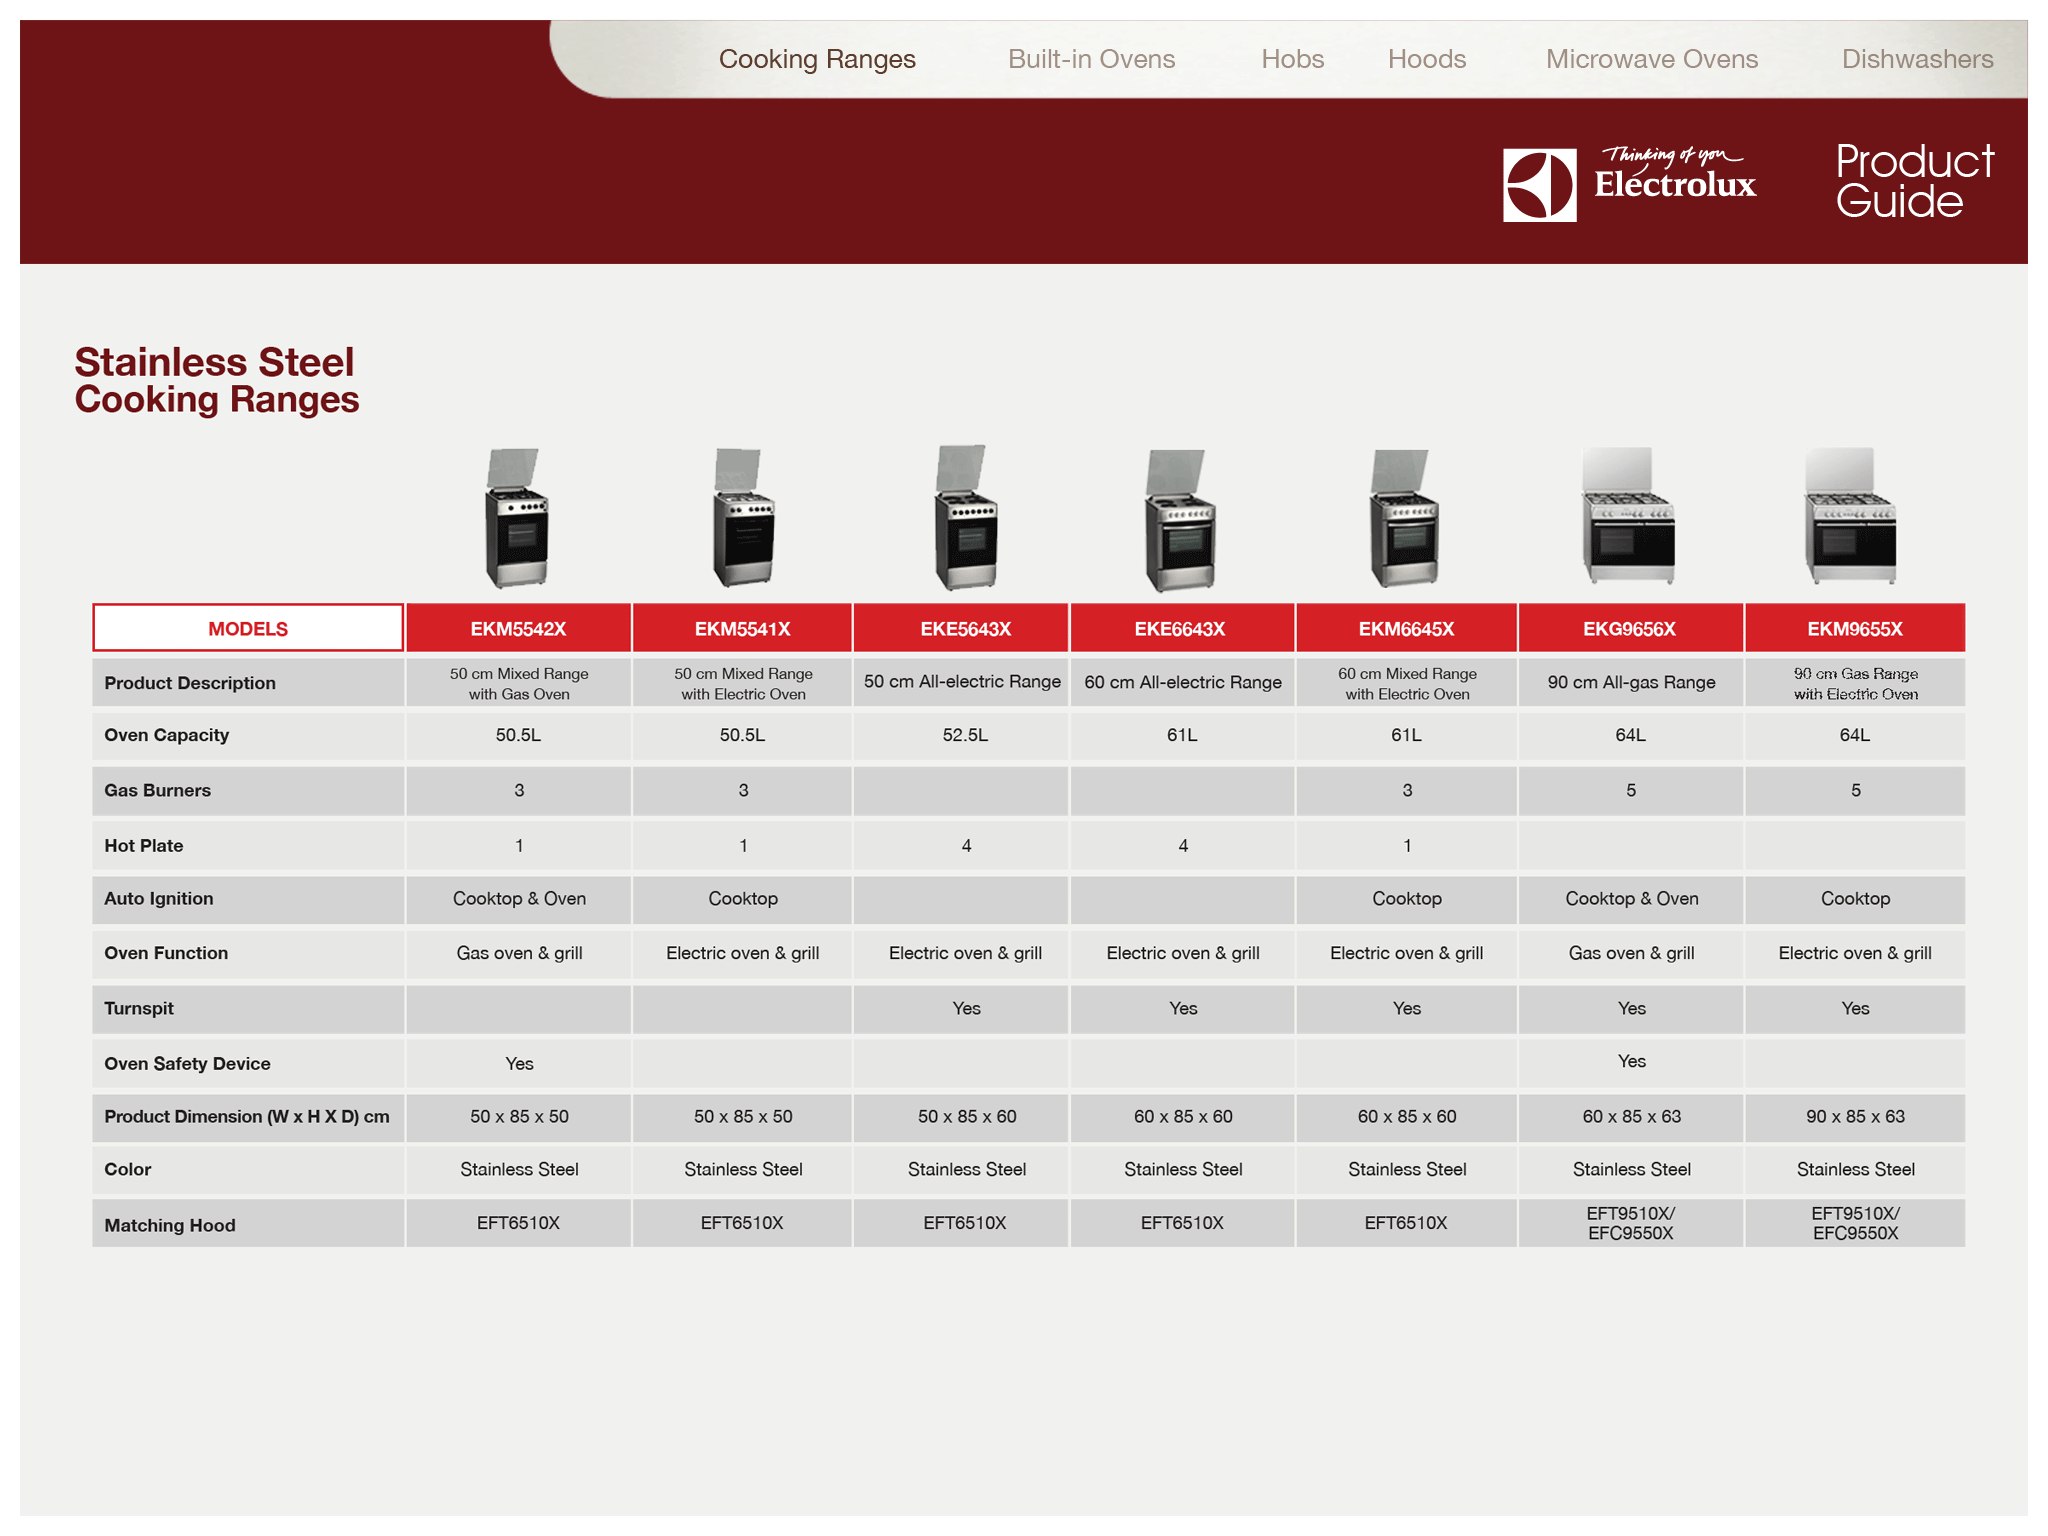 Cooking Ranges Built-in Ovens Hobs Hoods Microwave Ovens Dishwashers
Thinking of you
Electrolux
Product
Guide
Stainless Steel
Cooking Ranges
MODELS EKM5542X EKM5541X EKE5643X EKE6643X EKM6645X EKG9656X EKM9655X
Product Description 50 cm Mixed Range with Gas Oven 50 cm Mixed Range with Electric Oven 50 cm All-electric Range 60 cm All-electric Range 60 cm Mixed Range with Electric Oven 90 cm All-gas Range 90 cm Gas Range with Electric Oven
Oven Capacity 50.5L 50.5L 52.5L 61L 61L 64L 64L
Gas Burners 3 3 3 5 5
Hot Plate 1 1 4 4 1
Auto Ignition Cooktop & Oven Cooktop Cooktop Cooktop & Oven Cooktop
Oven Function Gas oven & grill Electric oven & grill Electric oven & grill Electric oven & grill Electric oven & grill Gas oven & grill Electric oven & grill
Turnspit Yes Yes Yes Yes Yes
Oven Safety Device Yes Yes
Product Dimension (W x H X D) cm 50 x 85 x 50 50 x 85 x 50 50 x 85 x 60 60 x 85 x 60 60 x 85 x 60 60 x 85 x 63 90 x 85 x 63
Color Stainless Steel Stainless Steel Stainless Steel Stainless Steel Stainless Steel Stainless Steel Stainless Steel
Matching Hood EFT6510X EFT6510X EFT6510X EFT6510X EFT6510X EFT9510X/ EFC9550X EFT9510X/ EFC9550X